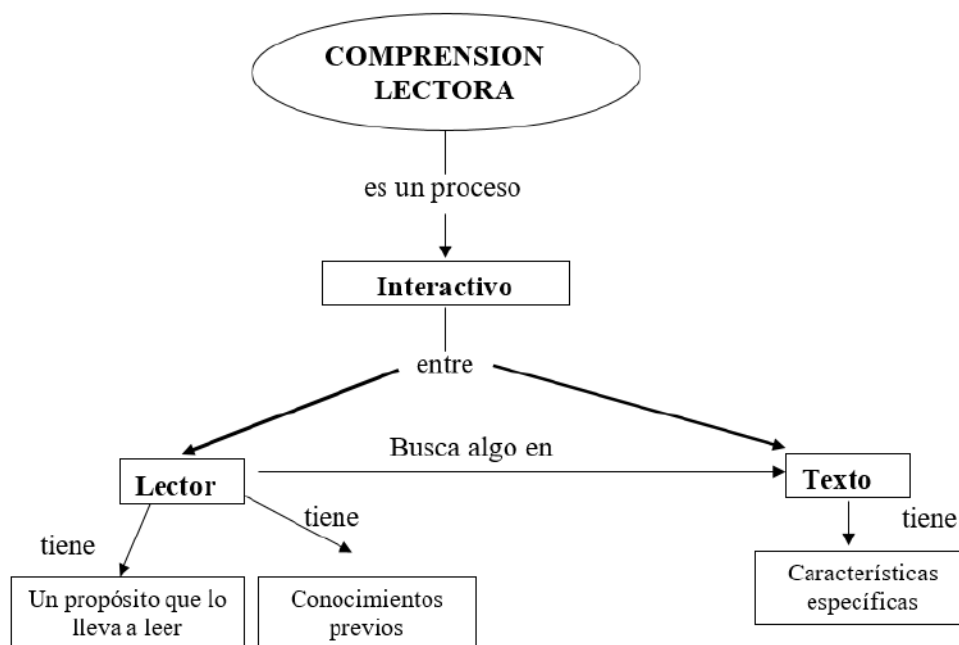 COMPRENSION
LECTORA
es un proceso
Interactivo
entre
Busca algo en
Lector
Texto
tiene
tiene
tiene
Un propósito que lo
lleva a leer
Conocimientos
previos
Características
específicas